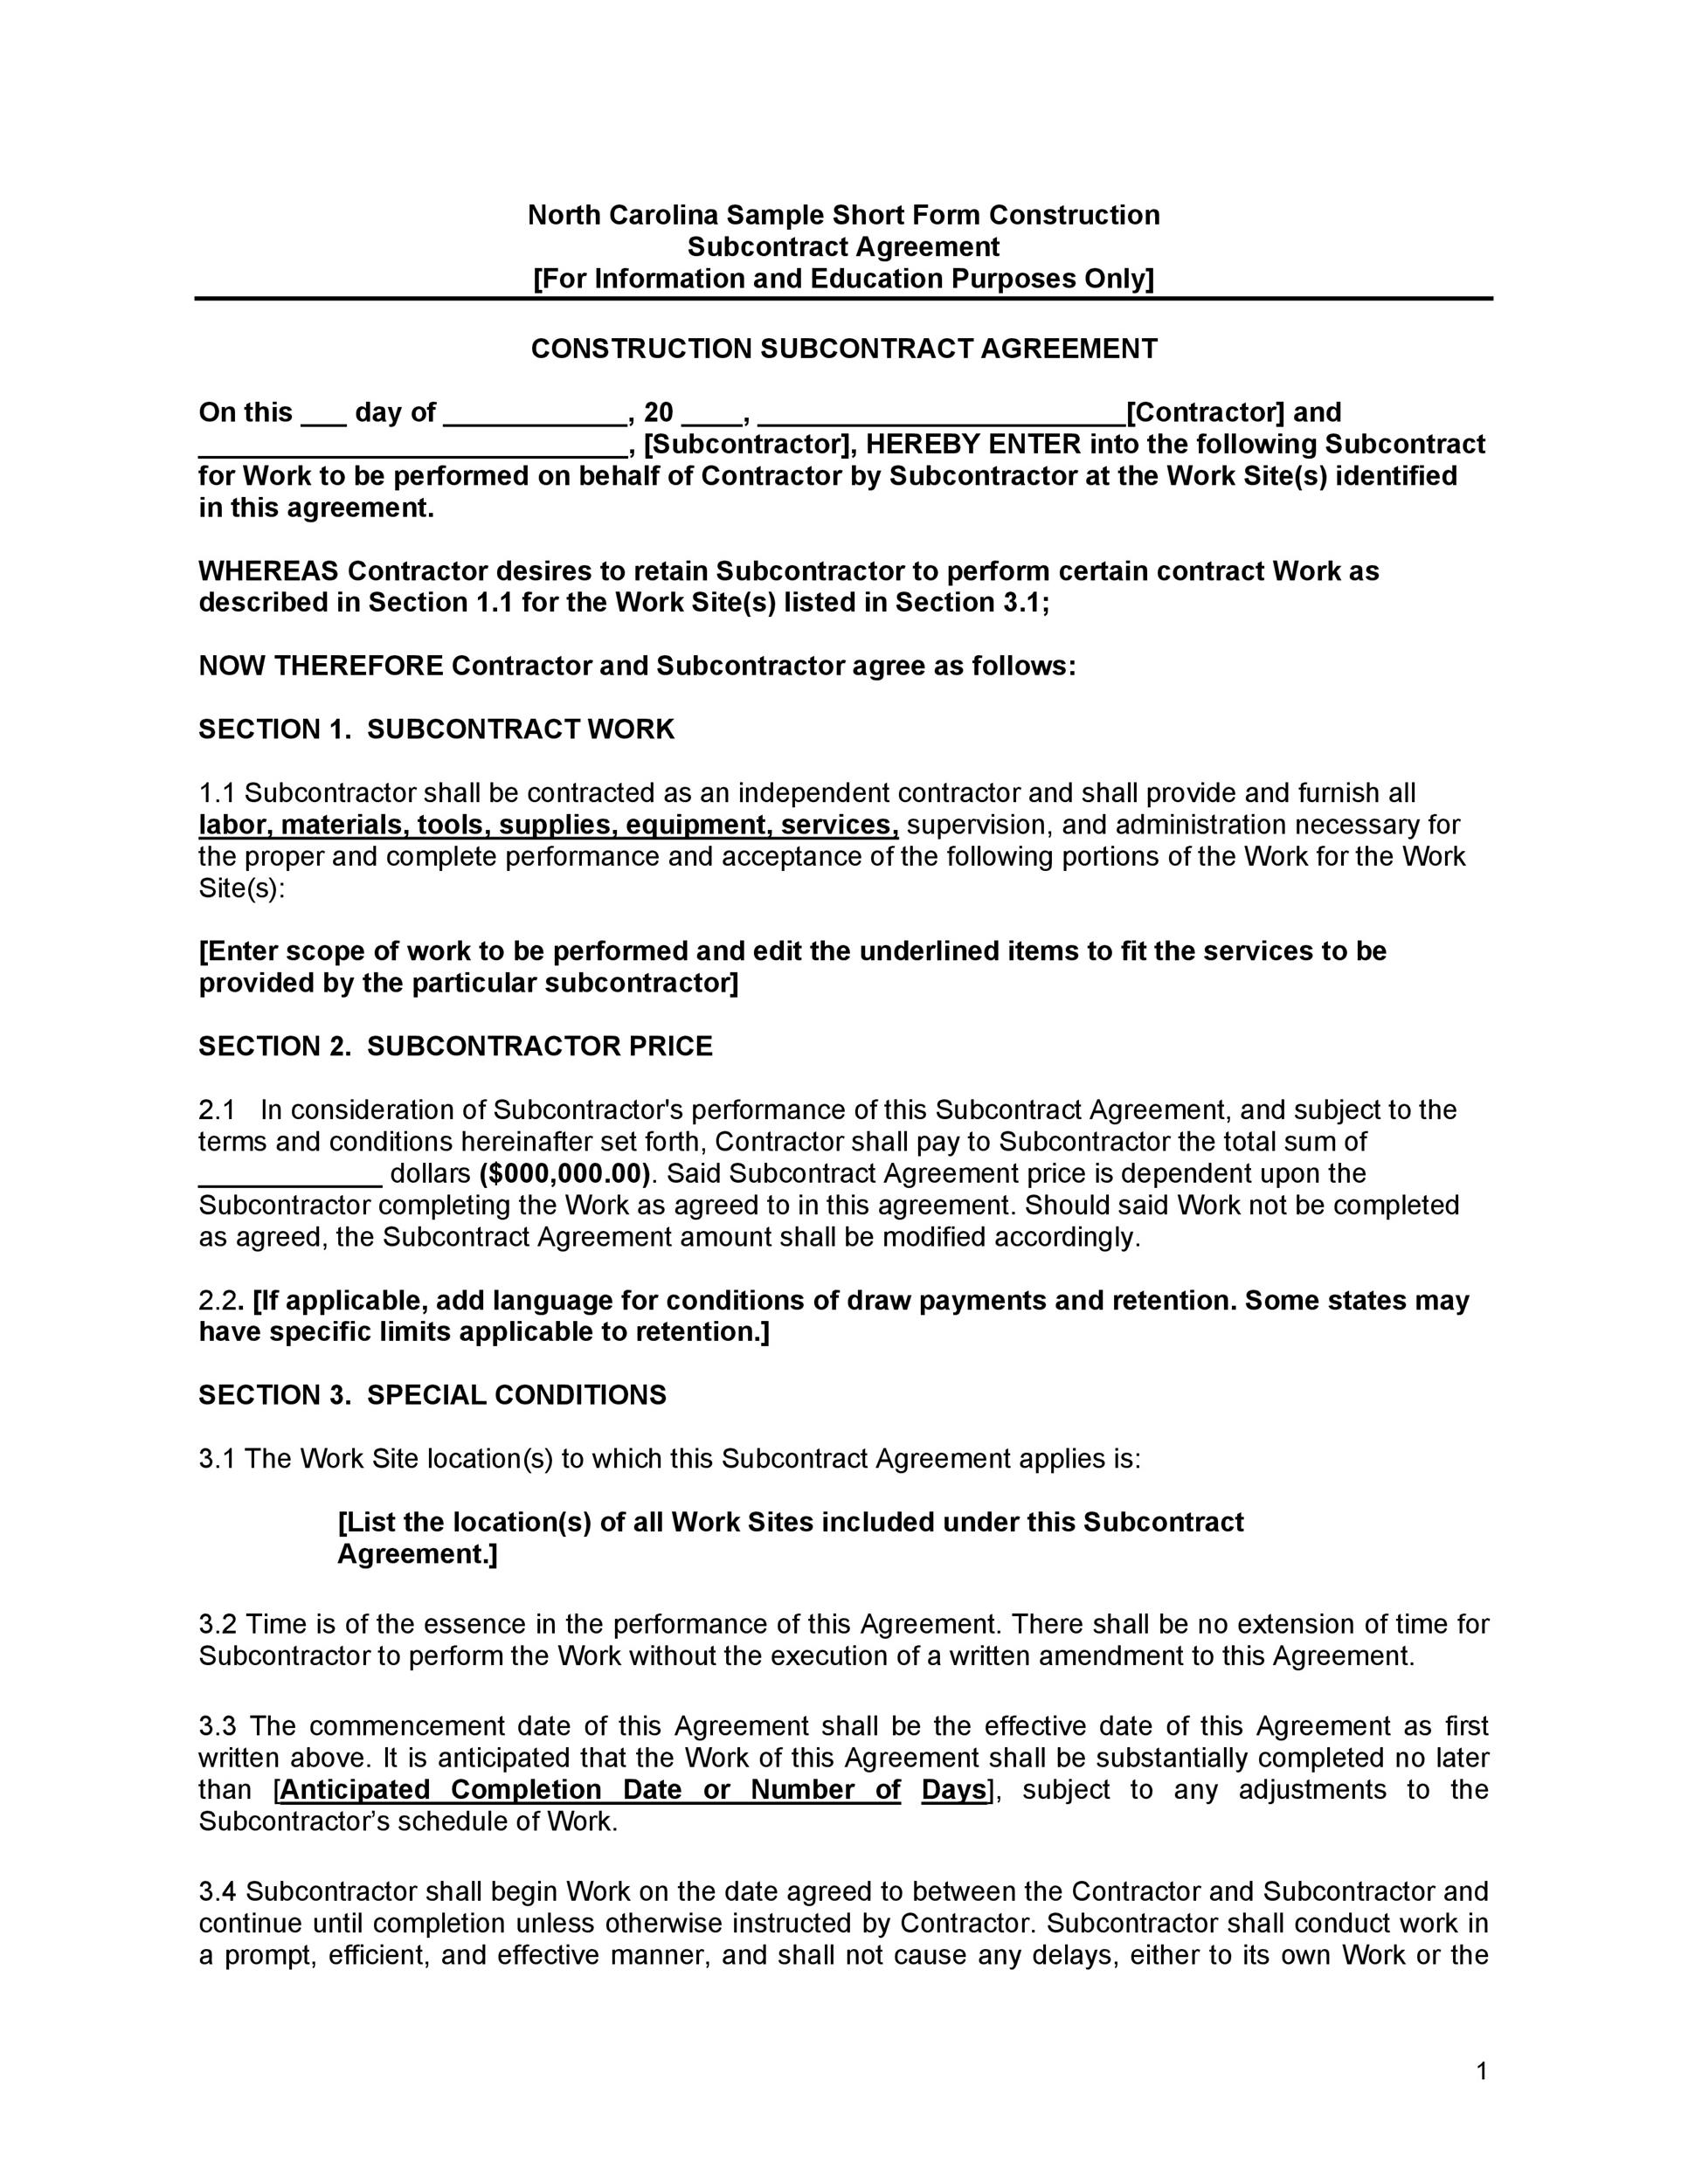 North Carolina Sample Short Form Construction
Subcontract Agreement
[For Information and Education Purposes Only]
CONSTRUCTION SUBCONTRACT AGREEMENT
On this ___ day of ____________, 20 ____, ________________________[Contractor] and
____________________________, [Subcontractor], HEREBY ENTER into the following Subcontract
for Work to be performed on behalf of Contractor by Subcontractor at the Work Site(s) identified
in this agreement.
WHEREAS Contractor desires to retain Subcontractor to perform certain contract Work as
described in Section 1.1 for the Work Site(s) listed in Section 3.1;
NOW THEREFORE Contractor and Subcontractor agree as follows:
SECTION 1. SUBCONTRACT WORK
1.1 Subcontractor shall be contracted as an independent contractor and shall provide and furnish all
labor, materials, tools, supplies, equipment, services, supervision, and administration necessary for
the proper and complete performance and acceptance of the following portions of the Work for the Work
Site(s):
[Enter scope of work to be performed and edit the underlined items to fit the services to be
provided by the particular subcontractor]
SECTION 2. SUBCONTRACTOR PRICE
2.1 In consideration of Subcontractor's performance of this Subcontract Agreement, and subject to the
terms and conditions hereinafter set forth, Contractor shall pay to Subcontractor the total sum of
____________ dollars ($000,000.00). Said Subcontract Agreement price is dependent upon the
Subcontractor completing the Work as agreed to in this agreement. Should said Work not be completed
as agreed, the Subcontract Agreement amount shall be modified accordingly.
2.2. [If applicable, add language for conditions of draw payments and retention. Some states may
have specific limits applicable to retention.]
SECTION 3. SPECIAL CONDITIONS
3.1 The Work Site location(s) to which this Subcontract Agreement applies is:
[List the location(s) of all Work Sites included under this Subcontract
Agreement.]
3.2 Time is of the essence in the performance of this Agreement. There shall be no extension of time for
Subcontractor to perform the Work without the execution of a written amendment to this Agreement.
3.3 The commencement date of this Agreement shall be the effective date of this Agreement as first
written above. It is anticipated that the Work of this Agreement shall be substantially completed no later
than [Anticipated Completion Date or Number of Days], subject to any adjustments to the
Subcontractor’s schedule of Work.
3.4 Subcontractor shall begin Work on the date agreed to between the Contractor and Subcontractor and
continue until completion unless otherwise instructed by Contractor. Subcontractor shall conduct work in
a prompt, efficient, and effective manner, and shall not cause any delays, either to its own Work or the
1